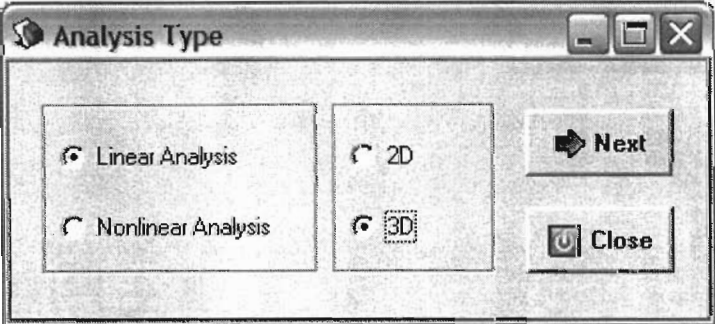 Analysis Type
Linear Analysis
2D
Next
Nonlinear Analysis
3D
Close